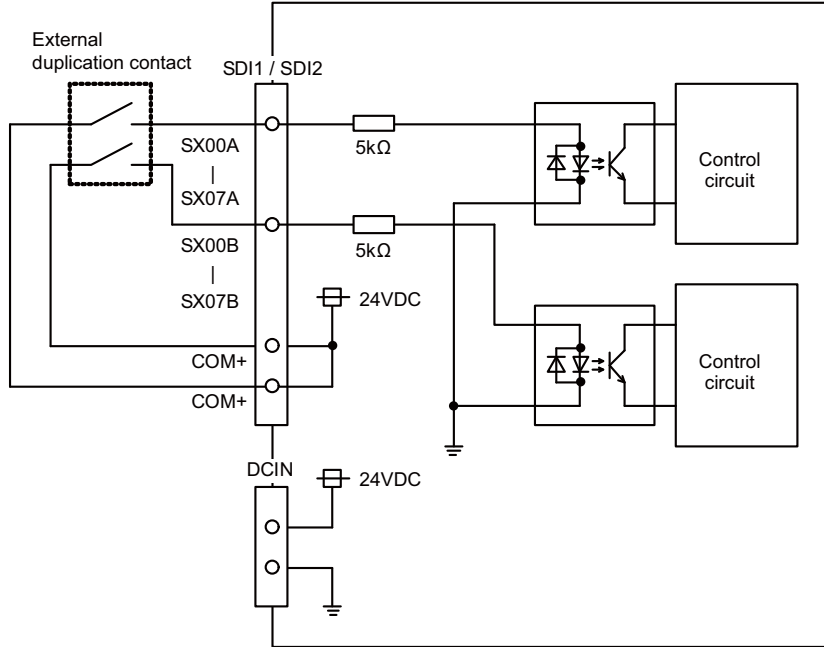 External
duplication contact
SDI1 / SDI2
SX00A
|
SX07A
5kΩ
Control
circuit
SX00B
|
SX07B
5kΩ
24VDC
COM+
COM+
Control
circuit
DCIN
24VDC